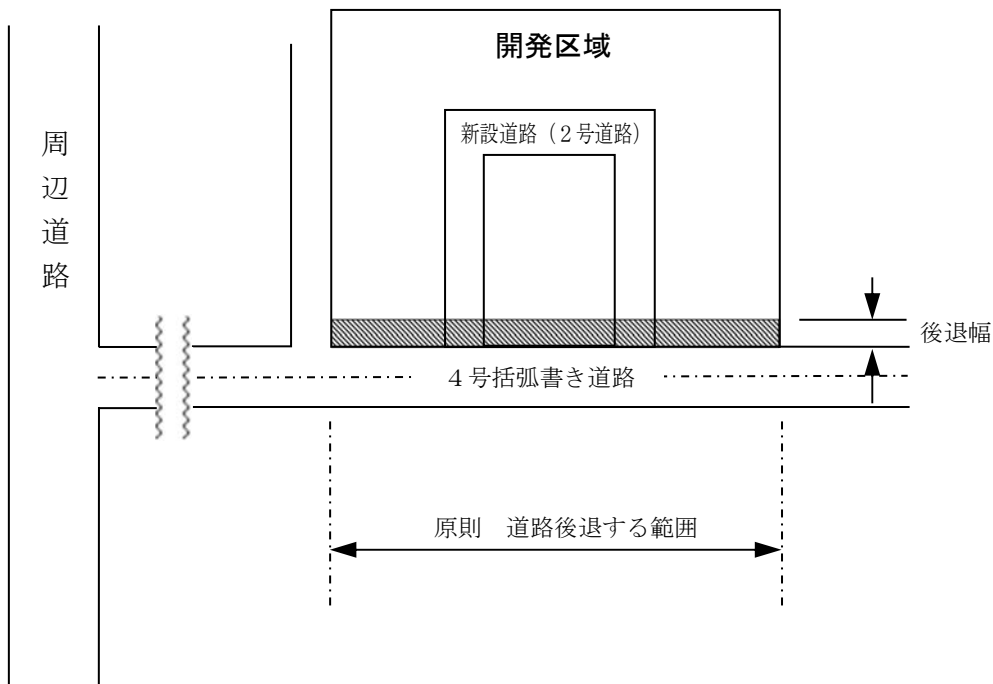 開発区域
新設道路（２号道路）
周辺道路
後退幅
４号括弧書き道路
原則　道路後退する範囲